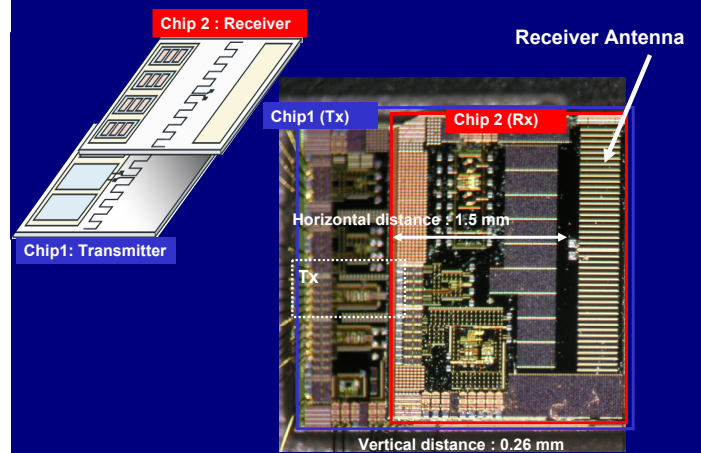 Chip 2 : Receiver
Receiver Antenna
Chip1 (Tx)
Chip 2 (Rx)
Horizontal distance : 1.5 mm
Chip1: Transmitter
Tx
Vertical distance : 0.26 mm